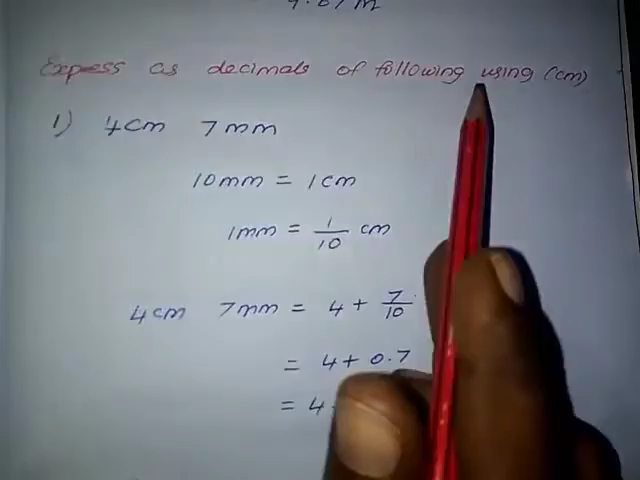 Express as decimals of following using (cm)
1) 4cm 7mm
10mm = 1cm
1mm = 1/10 cm
4cm 7mm = 4 + 7/10
= 4 + 0.7
= 4.